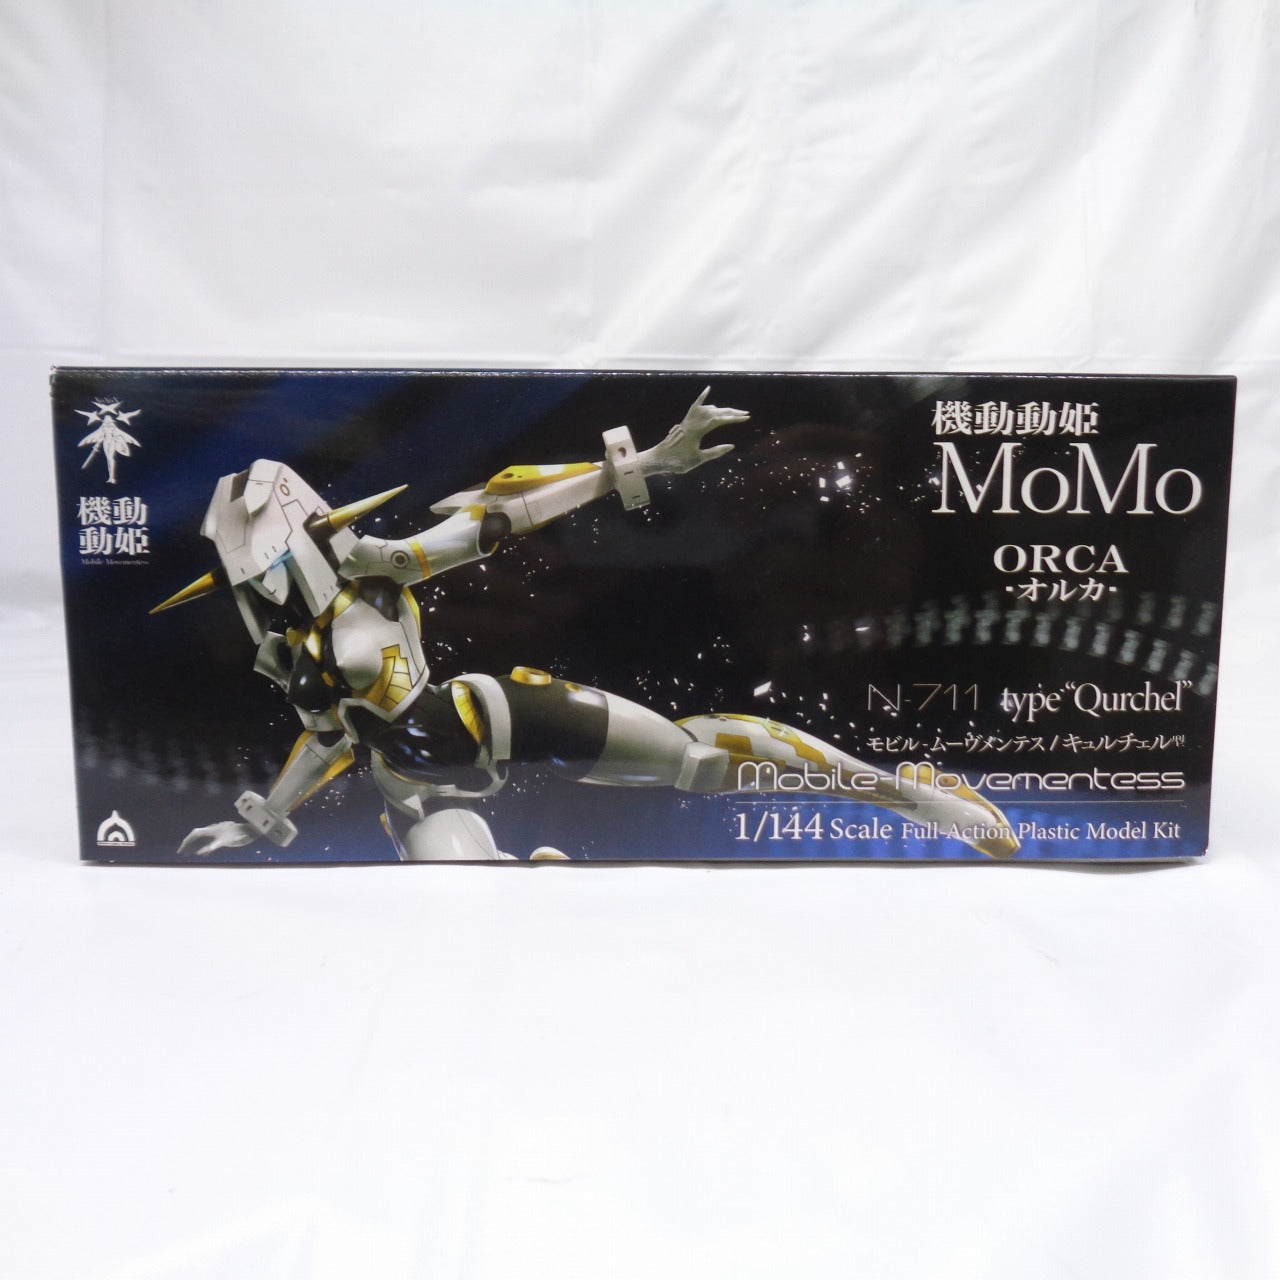 機動
動姫
Mobile Movementess
機動動姫
MoMo
ORCA
-オルカ-
N-711 type "Qurchel"
モビル-ムーヴメンテス/キュルチェル
Mobile-Movementess
1/144 Scale Full Action Plastic Model Kit